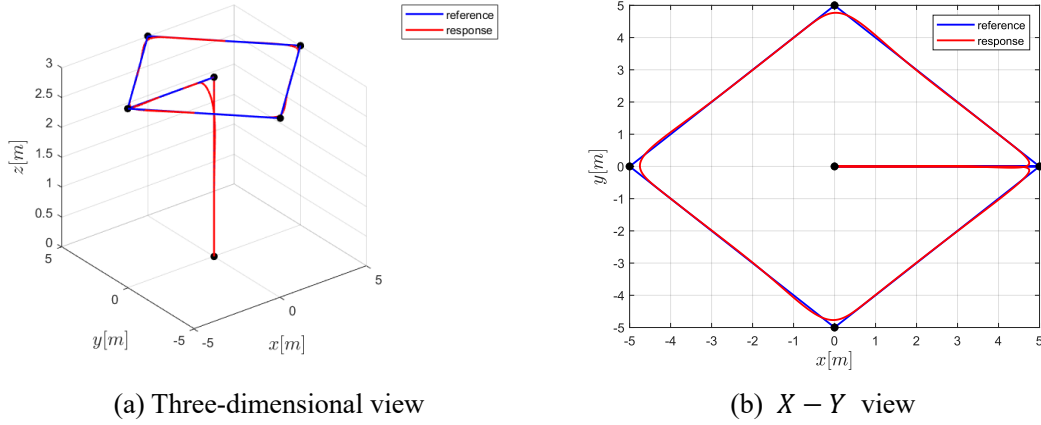 reference
response
3
2.5
2
1.5
1
0.5
0
z[m]
5
0
-5
y[m]
-5
0
5
x[m]
(a) Three-dimensional view
reference
response
5
4
3
2
1
0
-1
-2
-3
-4
-5
y[m]
-5 -4 -3 -2 -1 0 1 2 3 4 5
x[m]
(b) X − Y view